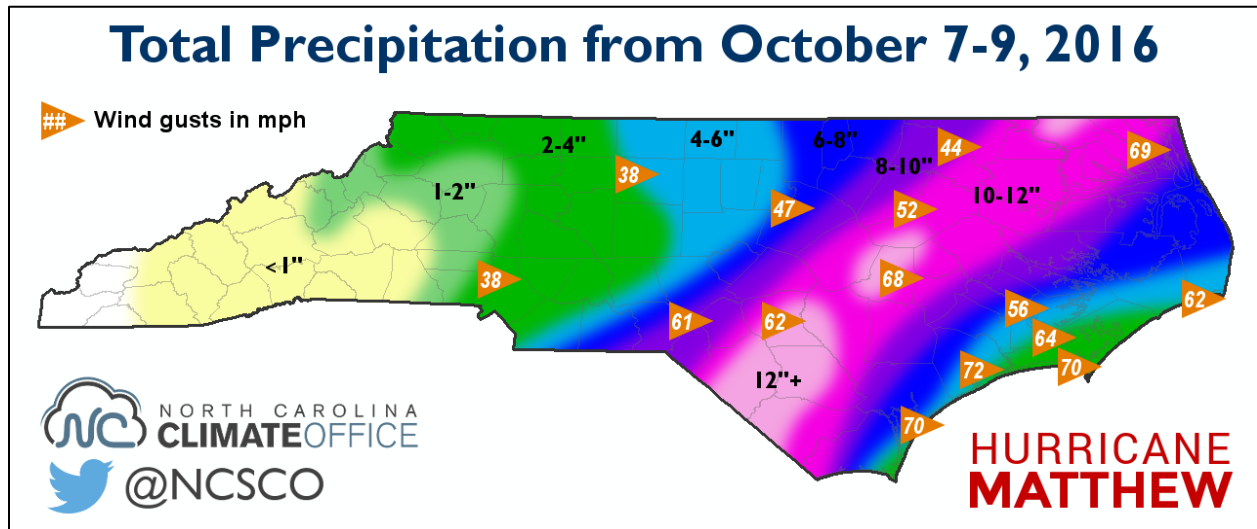 Total Precipitation from October 7-9, 2016
## Wind gusts in mph
2-4"
4-6"
6-8"
44
69
8-10"
38
1-2"
10-12"
47
52
<1"
38
68
62
61
62
56
64
72
70
12"+
70
NC
NORTH CAROLINA
CLIMATEOFFICE
@NCSCO
HURRICANE
MATTHEW